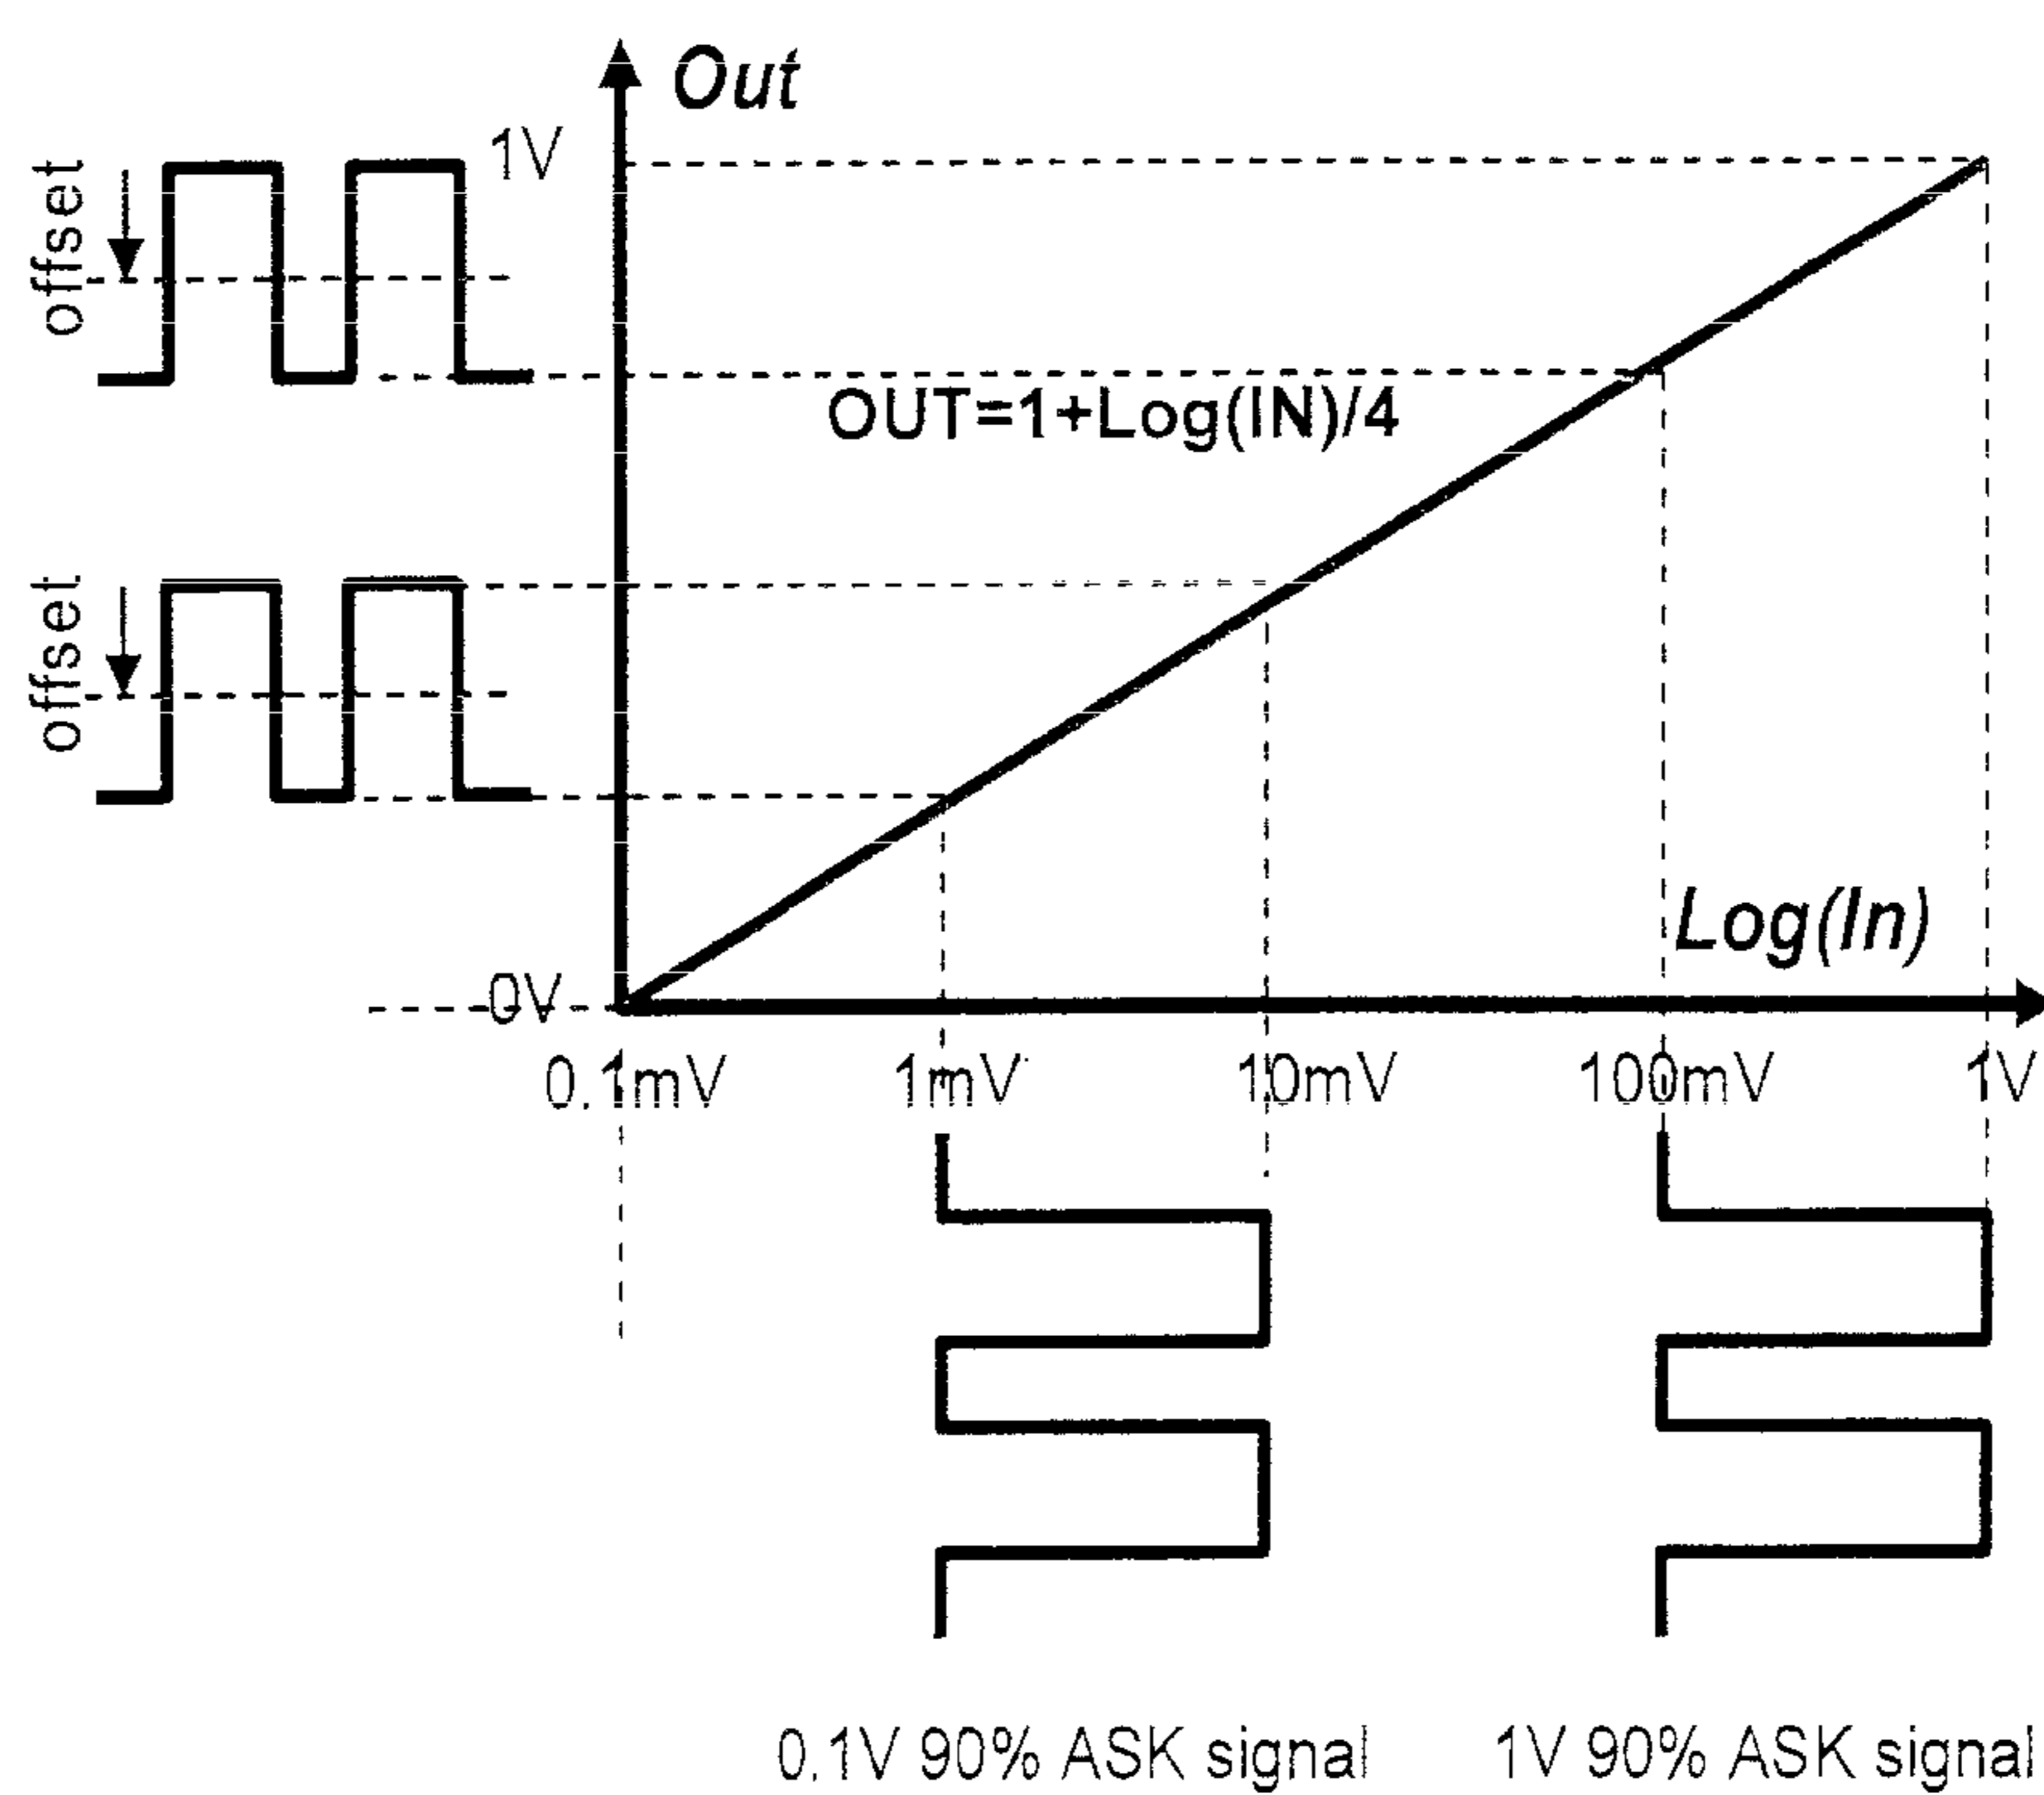 Out
1V
offset
OUT=1+Log(IN)/4
offset
Log(In)
0V
0.1mV 1mV 10mV 100mV 1V
0.1V 90% ASK signal 1V 90% ASK signal